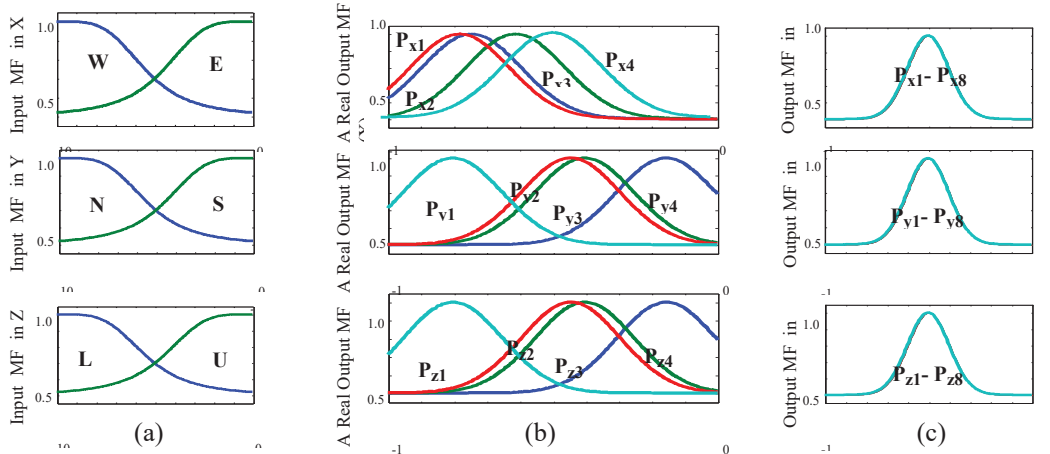 Input MF in X
1.0
0.5
W
E
0
Input MF in Y
1.0
0.5
N
S
0
Input MF in Z
1.0
0.5
L
U
0
(a)
A Real Output MF
1.0
0.5
Px1
Px2
Px3
Px4
0
A Real Output MF
1.0
0.5
Py1
Py2
Py3
Py4
-1
0
A Real Output MF
1.0
0.5
Pz1
Pz2
Pz3
Pz4
-1
0
(b)
Output MF in
1.0
0.5
Px1- Px8
Output MF in
1.0
0.5
Py1– Py8
-1
Output MF in
1.0
0.5
Pz1- Pz8
-1
(c)